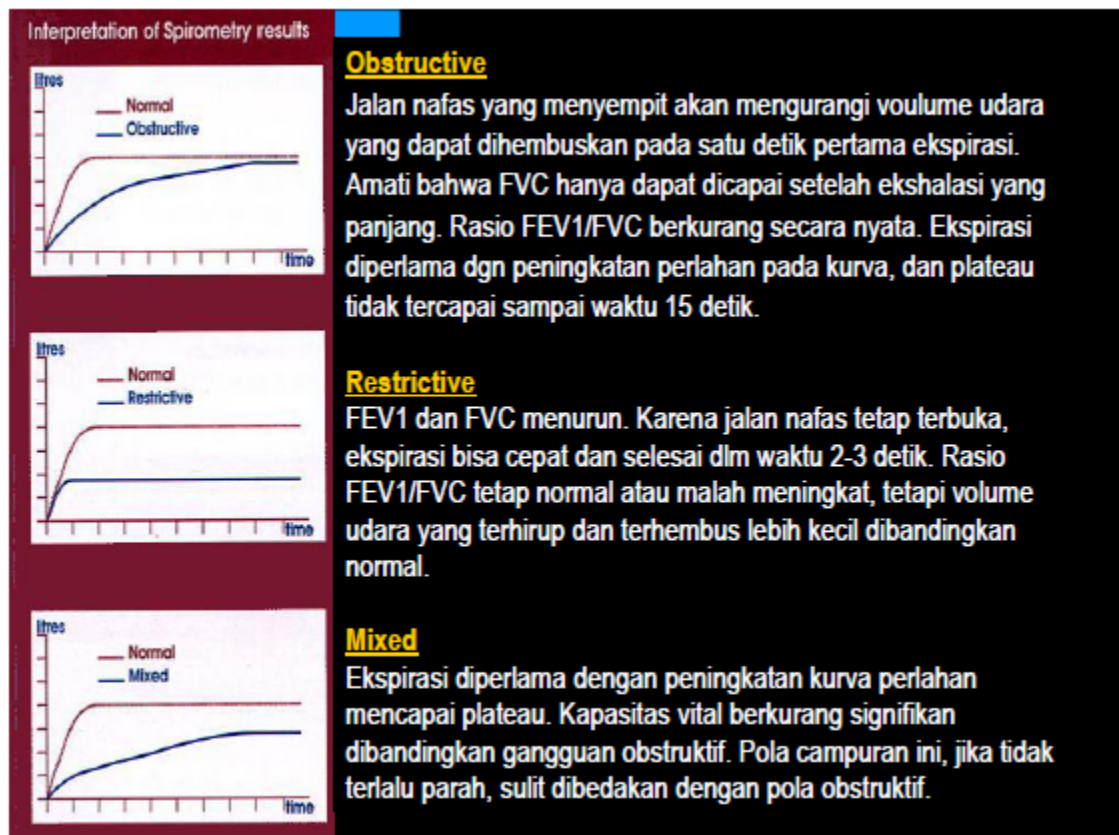 Interpretation of Spirometry results
litres
Normal
Obstructive
time
litres
Normal
Restrictive
time
litres
Normal
Mixed
time
Obstructive
Jalan nafas yang menyempit akan mengurangi voulume udara
yang dapat dihembuskan pada satu detik pertama ekspirasi.
Amati bahwa FVC hanya dapat dicapai setelah ekshalasi yang
panjang. Rasio FEV1/FVC berkurang secara nyata. Ekspirasi
diperlama dgn peningkatan perlahan pada kurva, dan plateau
tidak tercapai sampai waktu 15 detik.
Restrictive
FEV1 dan FVC menurun. Karena jalan nafas tetap terbuka,
ekspirasi bisa cepat dan selesai dlm waktu 2-3 detik. Rasio
FEV1/FVC tetap normal atau malah meningkat, tetapi volume
udara yang terhirup dan terhembus lebih kecil dibandingkan
normal.
Mixed
Ekspirasi diperlama dengan peningkatan kurva perlahan
mencapai plateau. Kapasitas vital berkurang signifikan
dibandingkan gangguan obstruktif. Pola campuran ini, jika tidak
terlalu parah, sulit dibedakan dengan pola obstruktif.